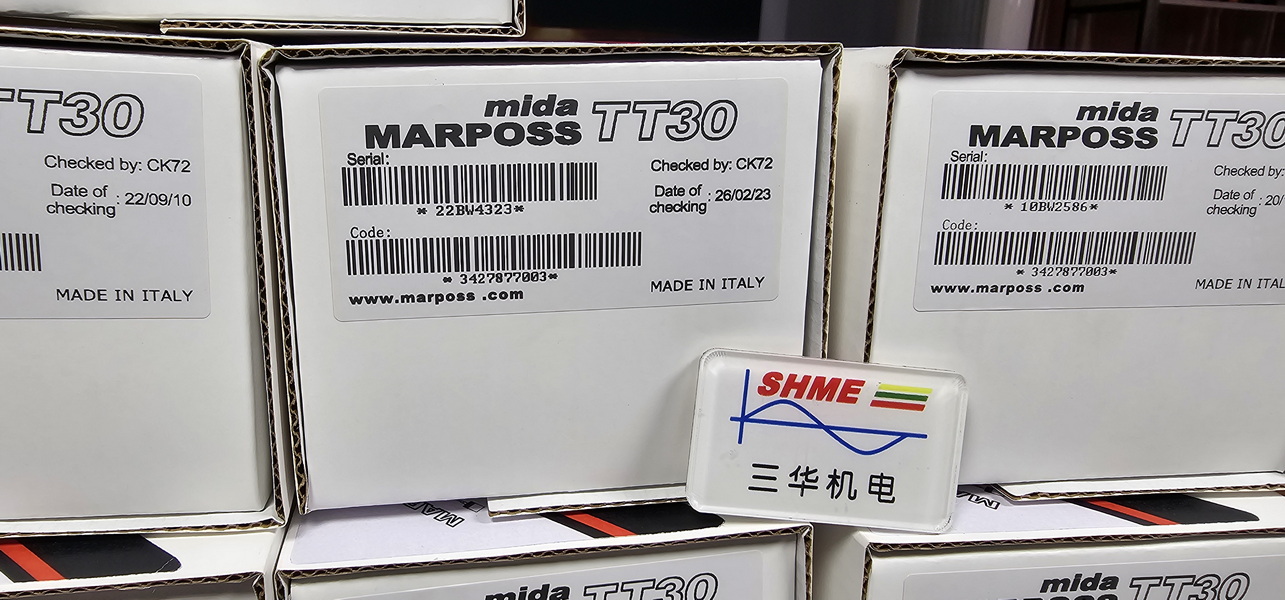 TT30
Checked by: CK72
Date of checking : 22/09/10
MADE IN ITALY
mida
MARPOSS TT30
Serial:
Checked by: CK72
* 22BW4323*
Date of checking : 26/02/23
Code:
* 3427877003*
www.marposs .com
MADE IN ITALY
mida
MARPOSS TT30
Serial:
Checked by:
* 10BW2586*
Date of checking : 20/
Code:
* 3427877003*
www.marposs .com
MADE IN ITALY
SHME
三华机电
mida TT30
mida TT30
MARPOSS